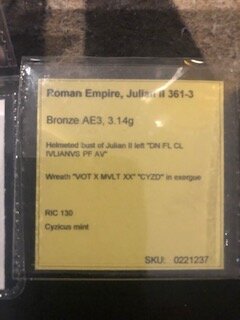 Roman Empire, Julian II 361-3
Bronze AE3, 3.14g
Helmeted bust of Julian II left "DN FL CL
IVLIANVS PF AV"
Wreath "VOT X MVLT XX" "CYZD" in exergue
RIC 130
Cyzicus mint
SKU: 0221237